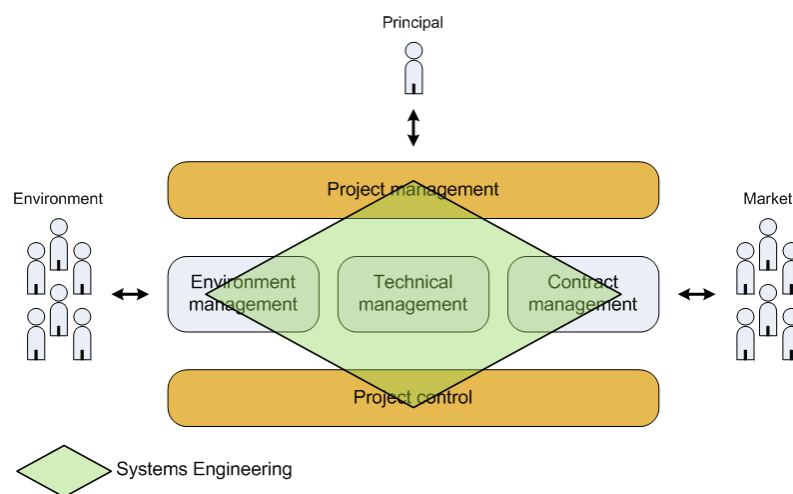 Principal
Project management
Environment
Market
Environment
management
Technical
management
Contract
management
Project control
Systems Engineering